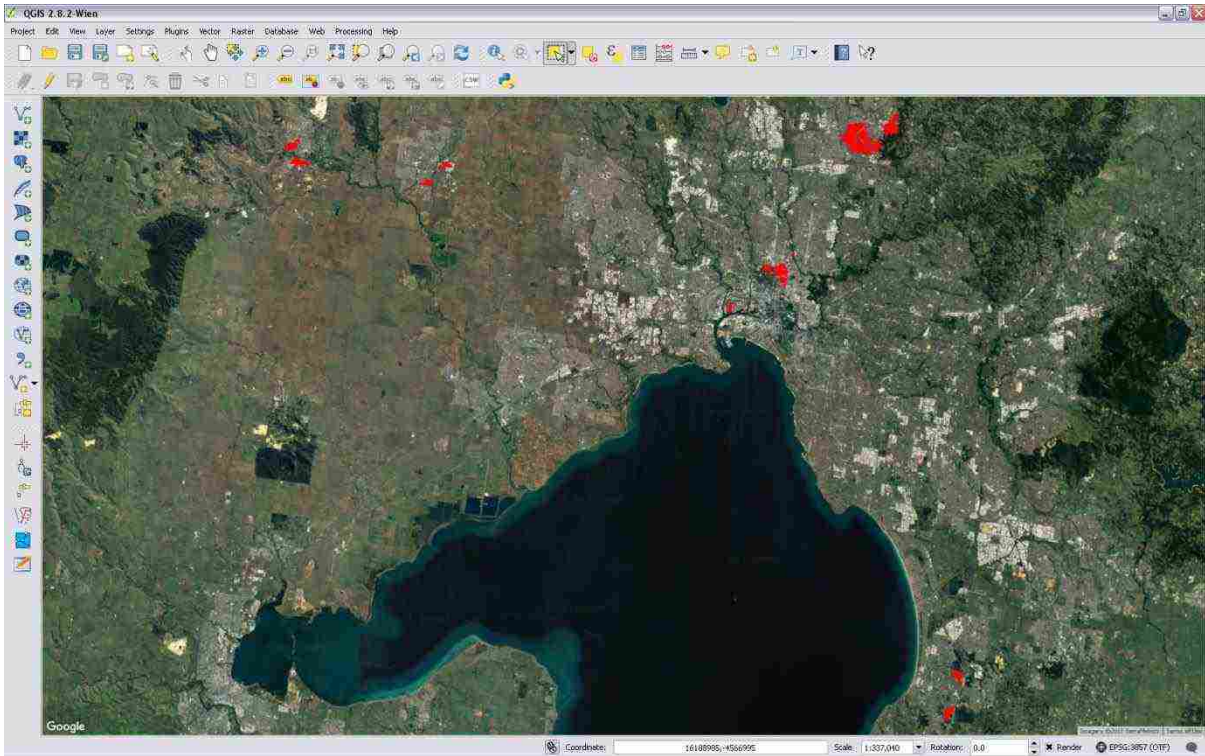 QGIS 2.8.2-Wien
Project Edit View Layer Settings Plugins Vector Raster Database Web Processing Help
CSW
Google
Coordinate: 16188985,-4566995 Scale 1:337,040 Rotation: 0.0 Render EPSG:3857 (OTF)